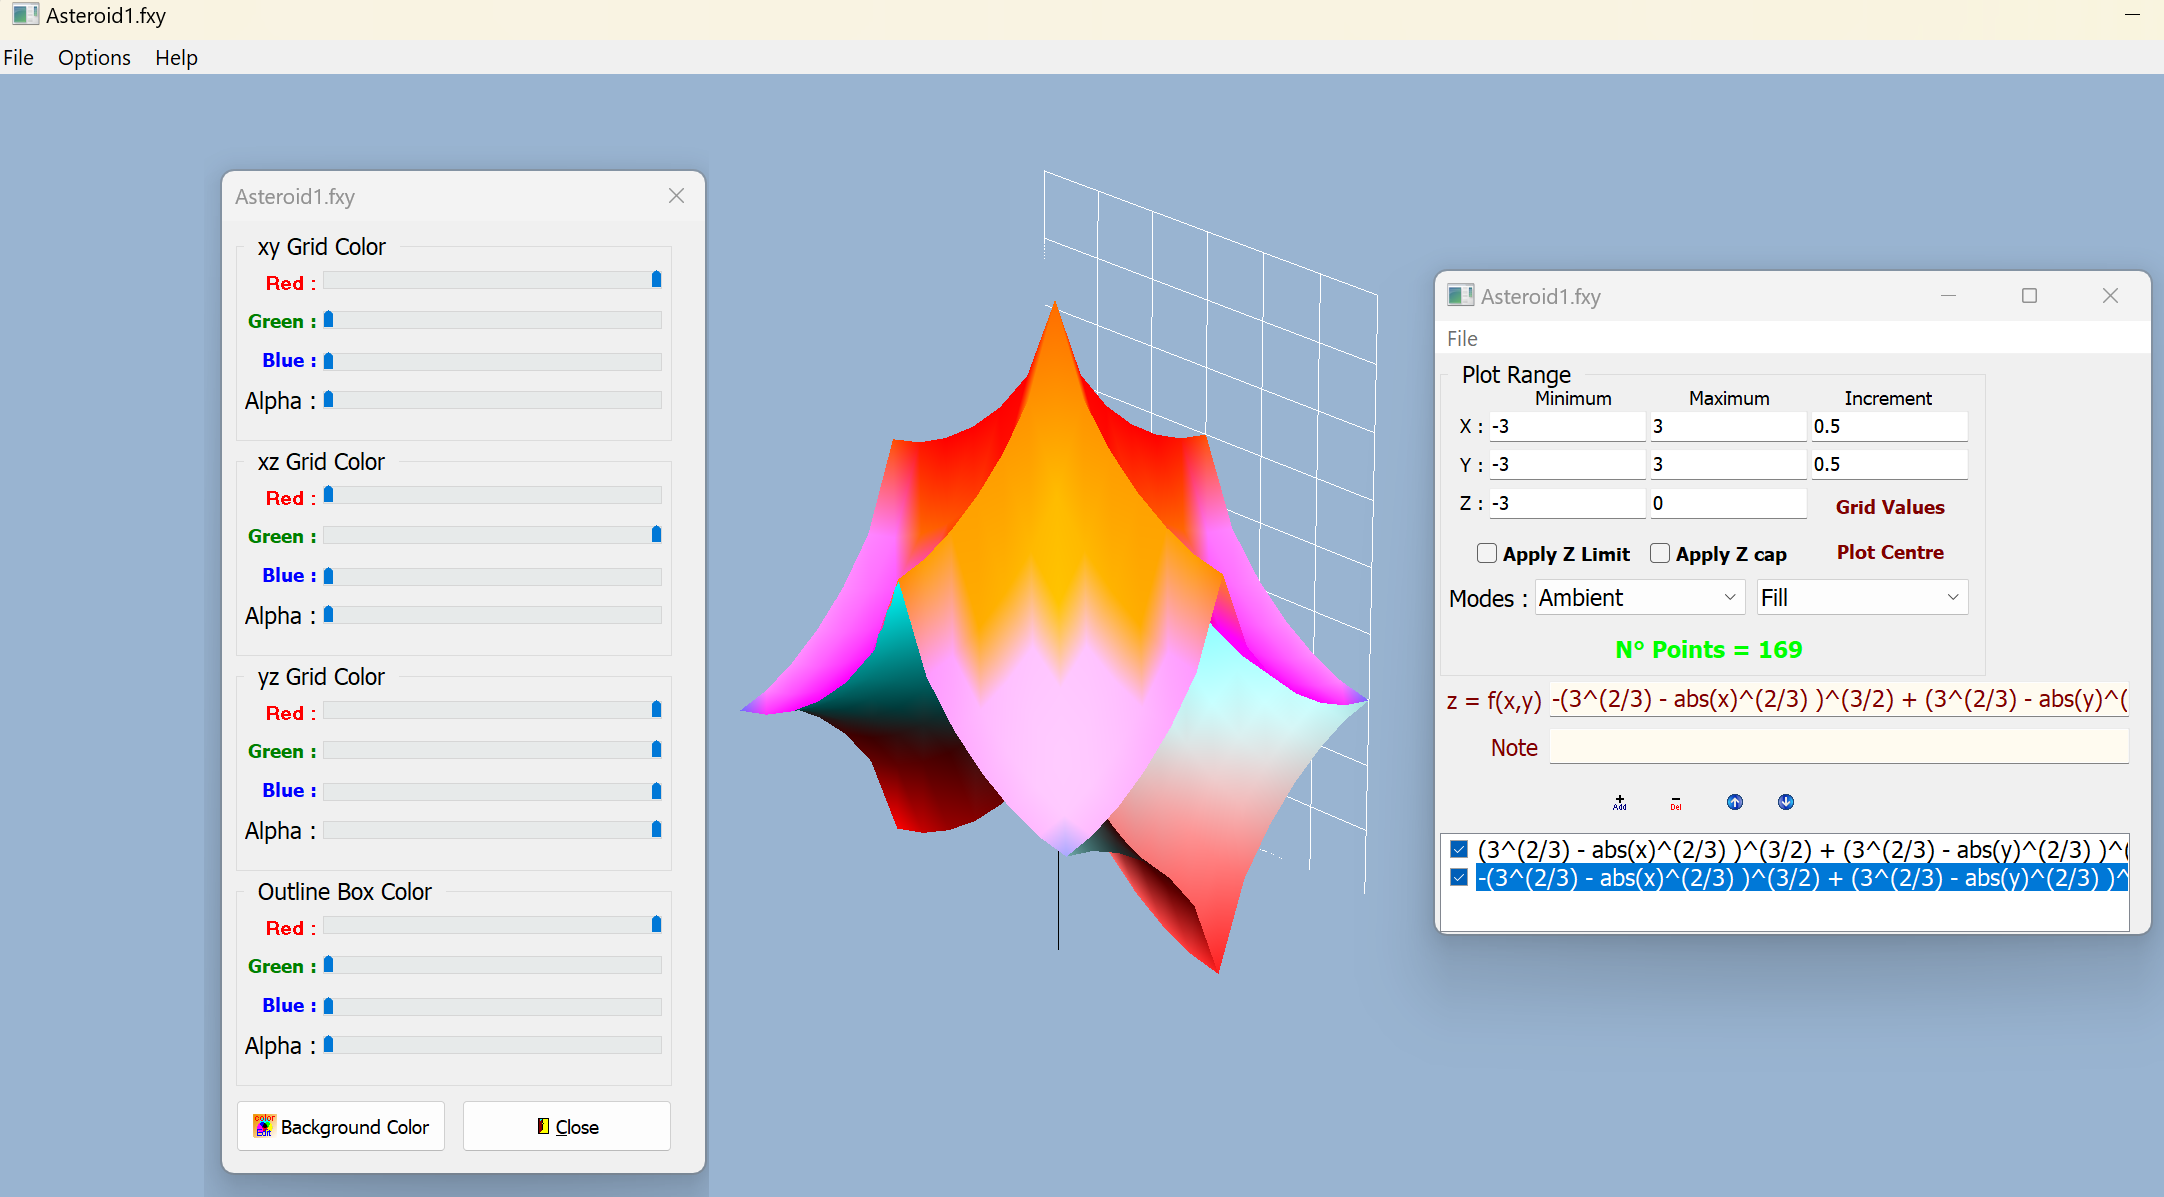 Asteroid1.fxy
File Options Help
Asteroid1.fxy
xy Grid Color
Red :
Green :
Blue :
Alpha :
xz Grid Color
Red :
Green :
Blue :
Alpha :
yz Grid Color
Red :
Green :
Blue :
Alpha :
Outline Box Color
Red :
Green :
Blue :
Alpha :
color Edit Background Color
Close
Asteroid1.fxy
File
Plot Range
Minimum Maximum Increment
X : -3 3 0.5
Y : -3 3 0.5
Z : -3 0 Grid Values
Apply Z Limit Apply Z cap Plot Centre
Modes : Ambient Fill
N° Points = 169
z = f(x,y) -(3^(2/3) - abs(x)^(2/3) )^(3/2) + (3^(2/3) - abs(y)^(
Note
Add Del
(3^(2/3) - abs(x)^(2/3) )^(3/2) + (3^(2/3) - abs(y)^(2/3) )^(
-(3^(2/3) - abs(x)^(2/3) )^(3/2) + (3^(2/3) - abs(y)^(2/3) )^